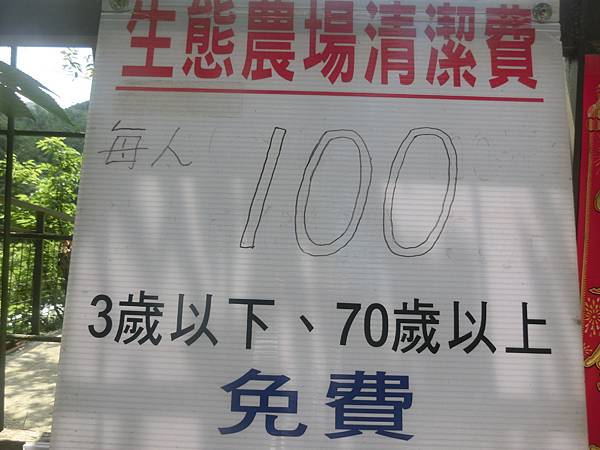 生態農場清潔費
每人 100
3歲以下、70歲以上
免費